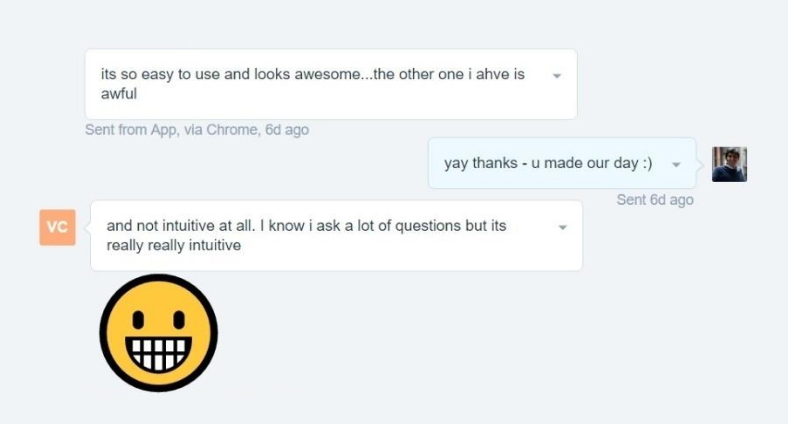 its so easy to use and looks awesome...the other one i ahve is
awful
Sent from App, via Chrome, 6d ago
yay thanks - u made our day :)
Sent 6d ago
VC
and not intuitive at all. I know i ask a lot of questions but its
really really intuitive